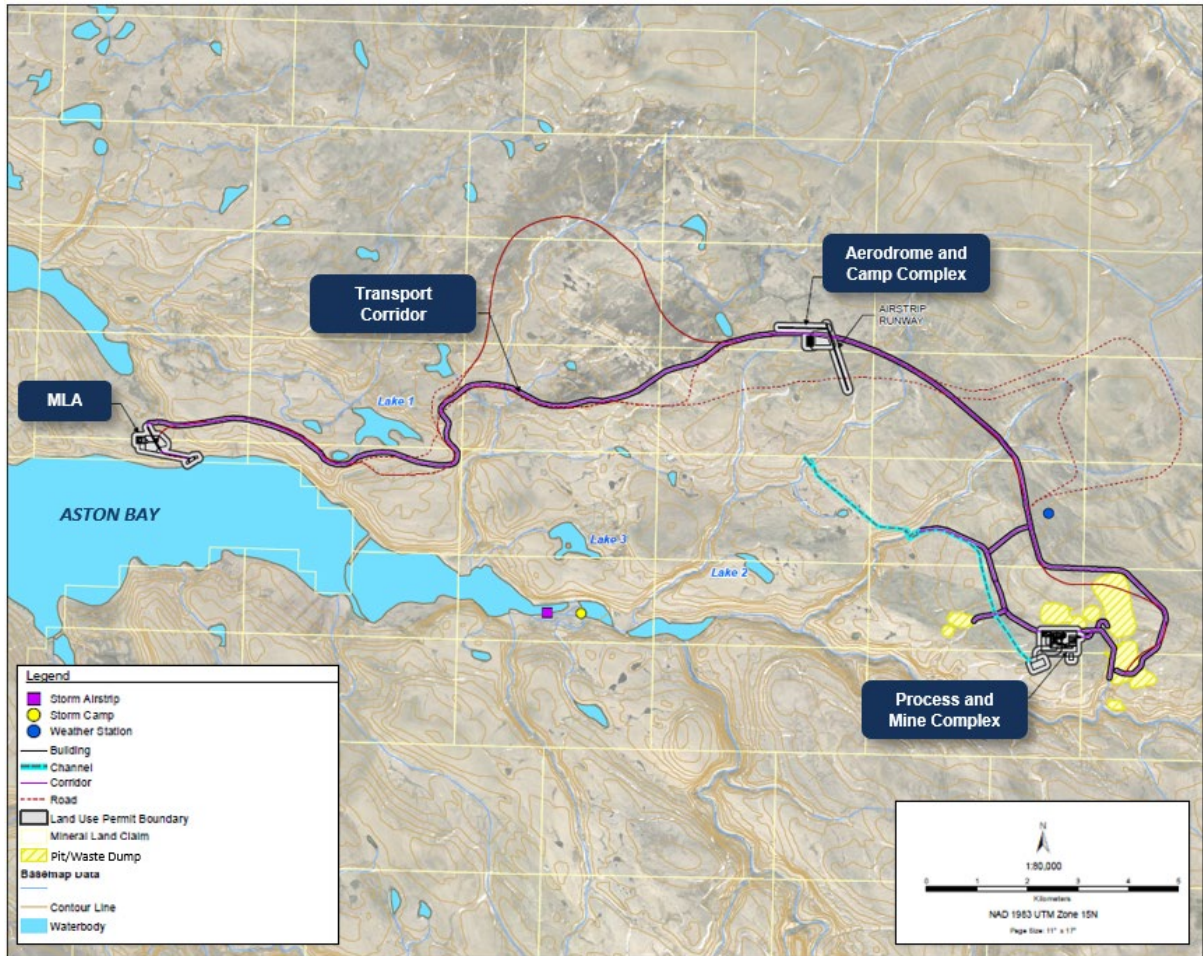 Aerodrome and
Camp Complex
Transport
Corridor
AIRSTRIP
RUNWAY
MLA
Lake 1
ASTON BAY
Lake 3
Lake 2
Process and
Mine Complex
Legend
Storm Airstrip
Storm Camp
Weather Station
Building
Channel
Corridor
Road
Land Use Permit Boundary
Mineral Land Claim
Pit/Waste Dump
Basemap Data
Contour Line
Waterbody
N
1:80,000
0 1 2 3 4 5
Kilometers
NAD 1983 UTM Zone 15N
Page Size: 11" x 17"